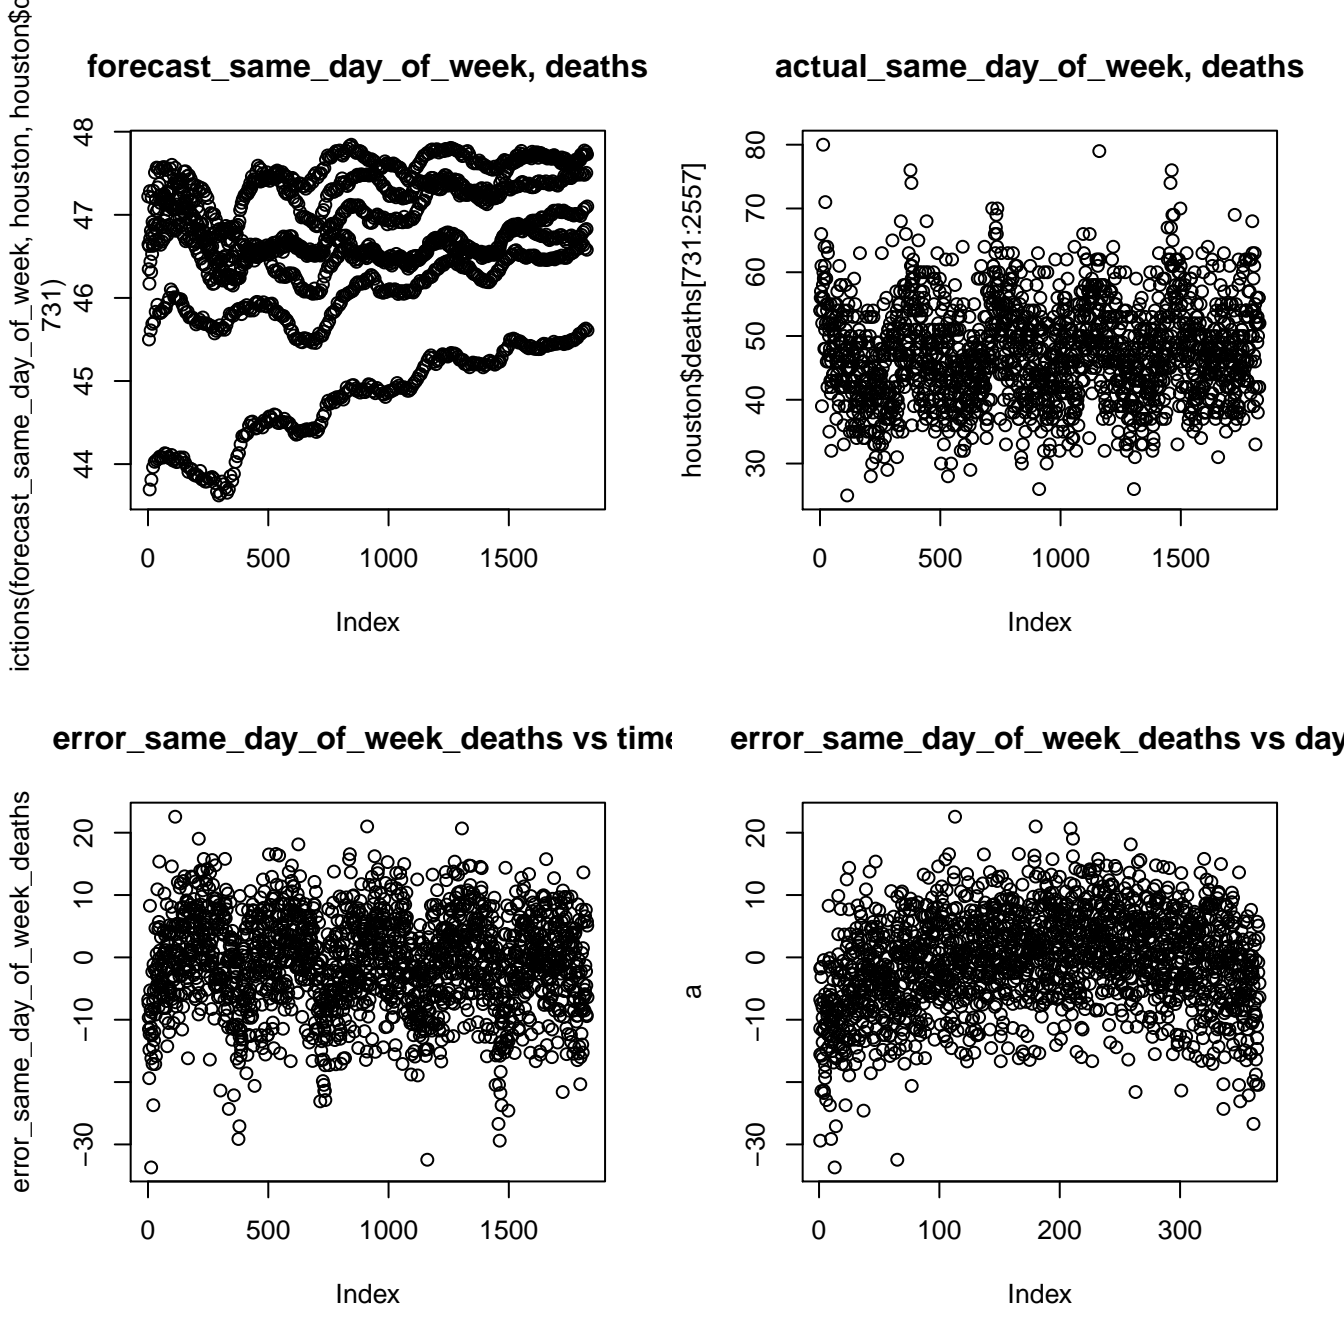 forecast_same_day_of_week, deaths
ictions(forecast_same_day_of_week, houston, houston$d
731)
48
47
46
45
44
0 500 1000 1500
Index
actual_same_day_of_week, deaths
houston$deaths[731:2557]
80
70
60
50
40
30
0 500 1000 1500
Index
error_same_day_of_week_deaths vs time
error_same_day_of_week_deaths
20
10
0
−10
−30
0 500 1000 1500
Index
error_same_day_of_week_deaths vs day
a
20
10
0
−10
−30
0 100 200 300
Index